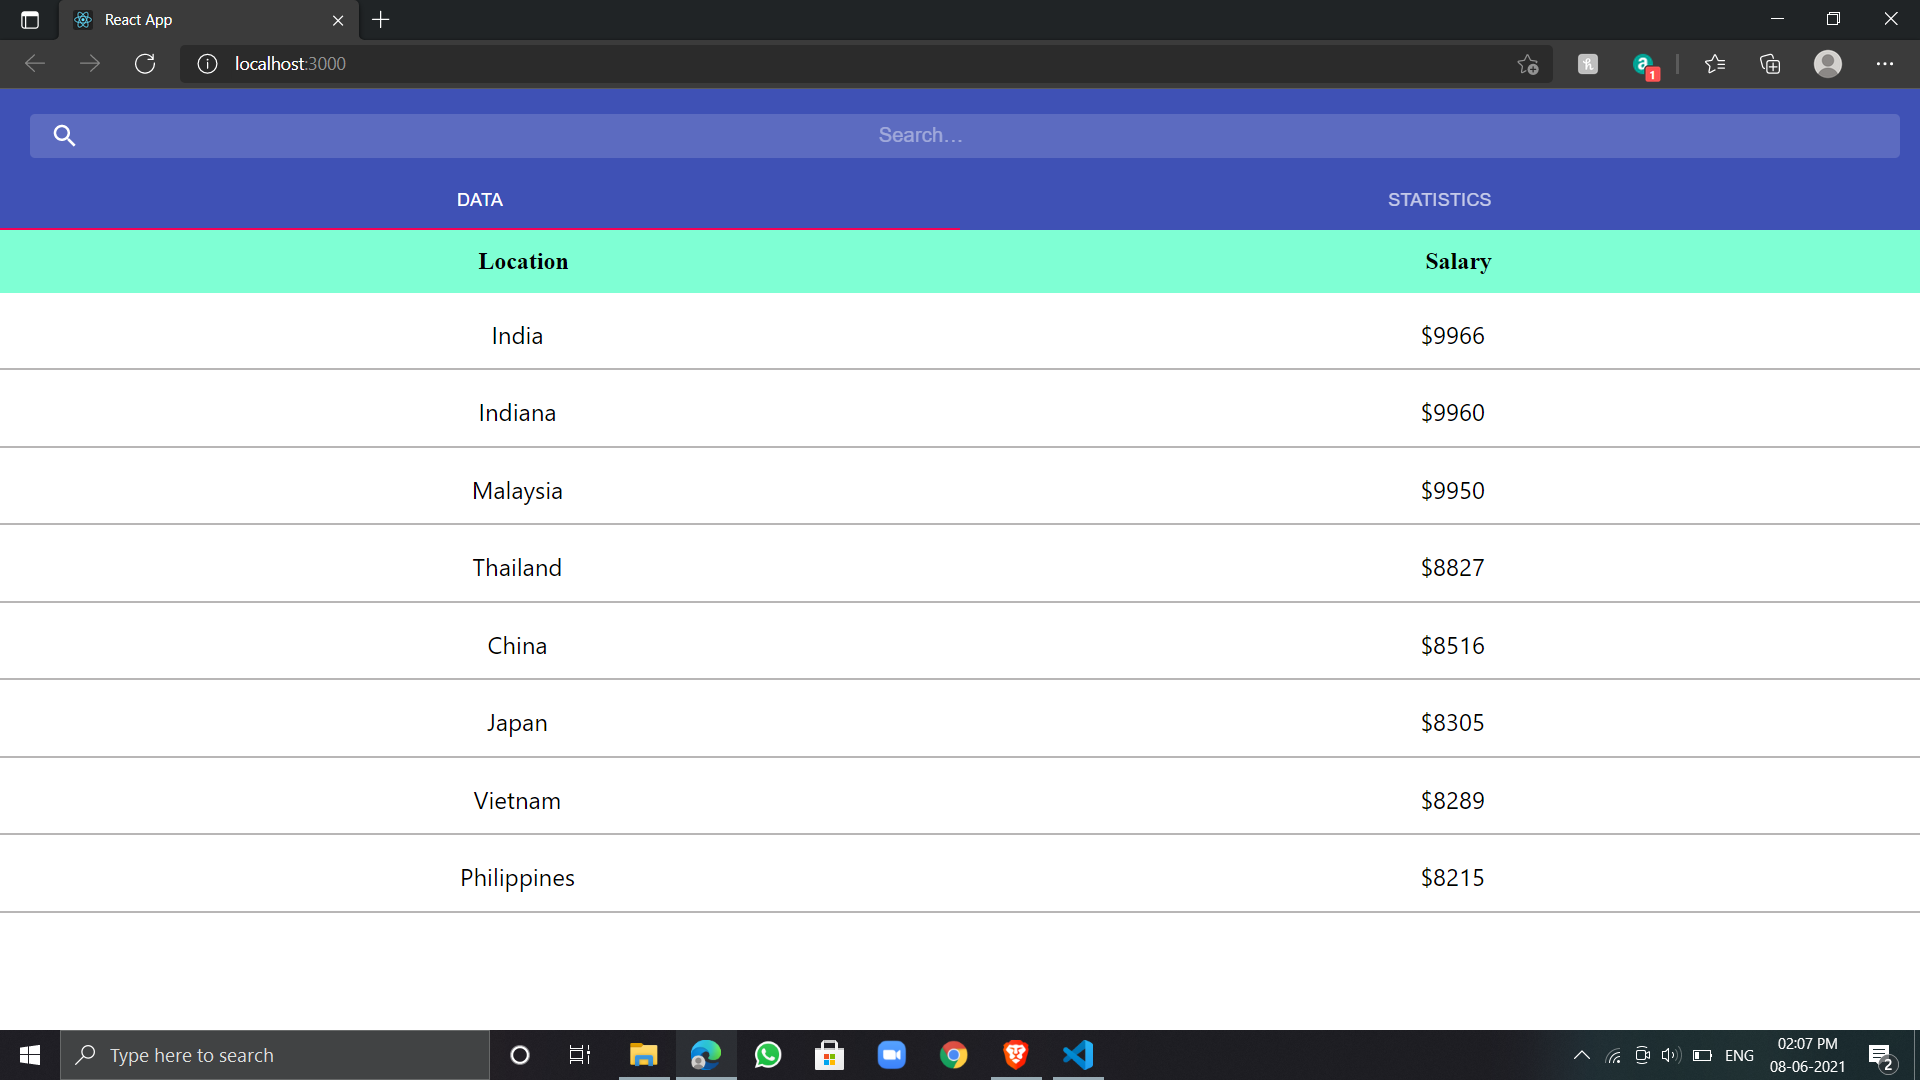 React App
localhost:3000
1
Search...
DATA STATISTICS
Location Salary
India $9966
Indiana $9960
Malaysia $9950
Thailand $8827
China $8516
Japan $8305
Vietnam $8289
Philippines $8215
Type here to search
ENG
02:07 PM
08-06-2021
2